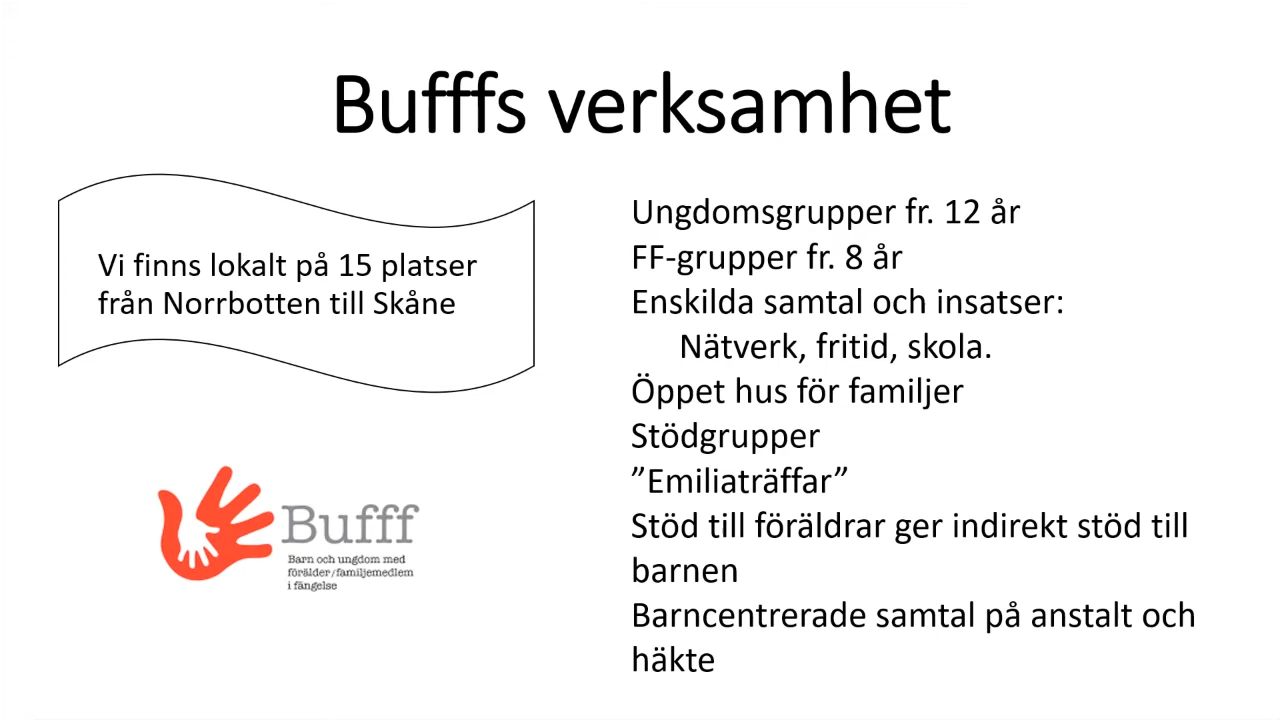 Bufffs verksamhet
Vi finns lokalt på 15 platser
från Norrbotten till Skåne
Bufff
Barn och ungdom med
förälder/familjemedlem
i fängelse
Ungdomsgrupper fr. 12 år
FF-grupper fr. 8 år
Enskilda samtal och insatser:
Nätverk, fritid, skola.
Öppet hus för familjer
Stödgrupper
”Emiliaträffar”
Stöd till föräldrar ger indirekt stöd till
barnen
Barncentrerade samtal på anstalt och
häkte